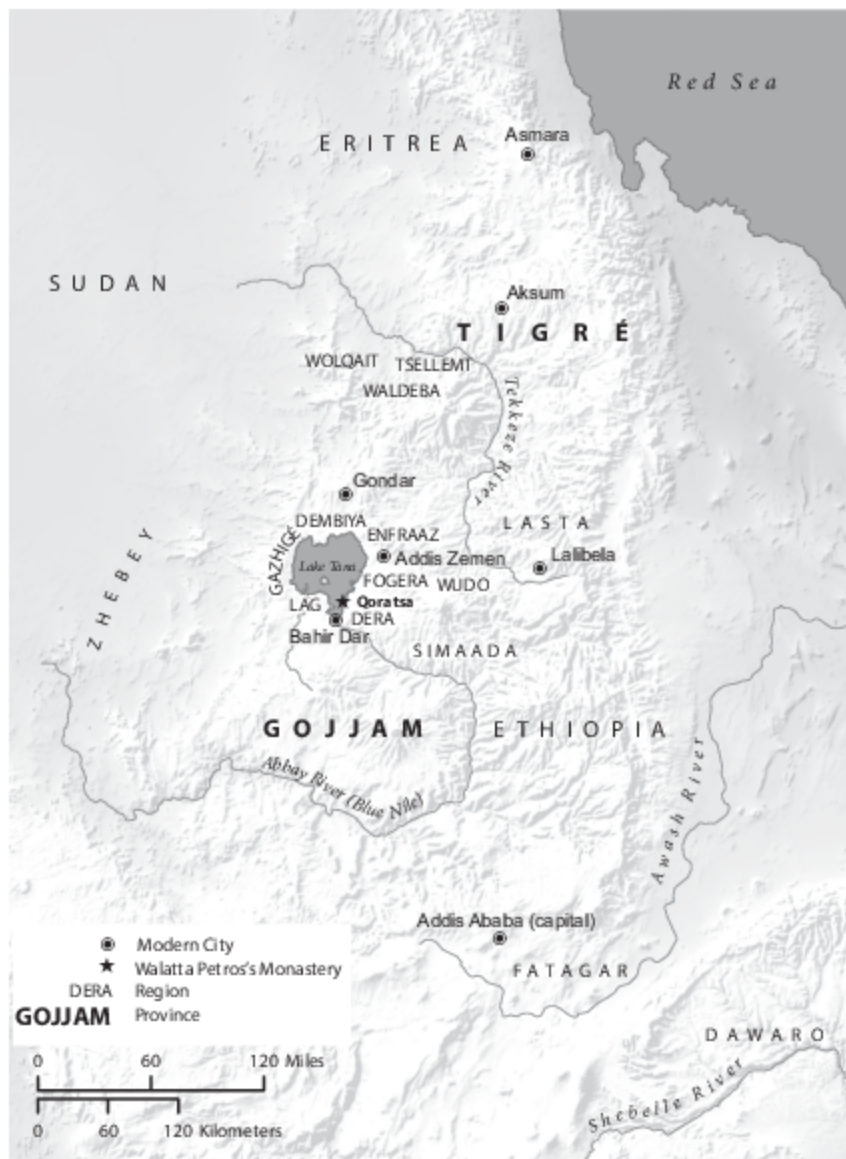 Red Sea
ERITREA
Asmara
SUDAN
Aksum
TIGRÉ
WOLQAIT
TSELLEMT
WALDEBA
Tekkeze River
Gondar
DEMBIYA
ENFRAAZ
GAZHIGÉ
Lake Tana
Addis Zemen
LASTA
Lalibela
FOGERA
WUDO
ZHEBEY
LAG
Qoratsa
DERA
Bahir Dar
SIMAADA
GOJJAM
ETHIOPIA
Abbay River (Blue Nile)
Awash River
Addis Ababa (capital)
FATAGAR
DAWARO
Shebelle River
Modern City
Walatta Petros's Monastery
DERA Region
GOJJAM Province
0 60 120 Miles
0 60 120 Kilometers